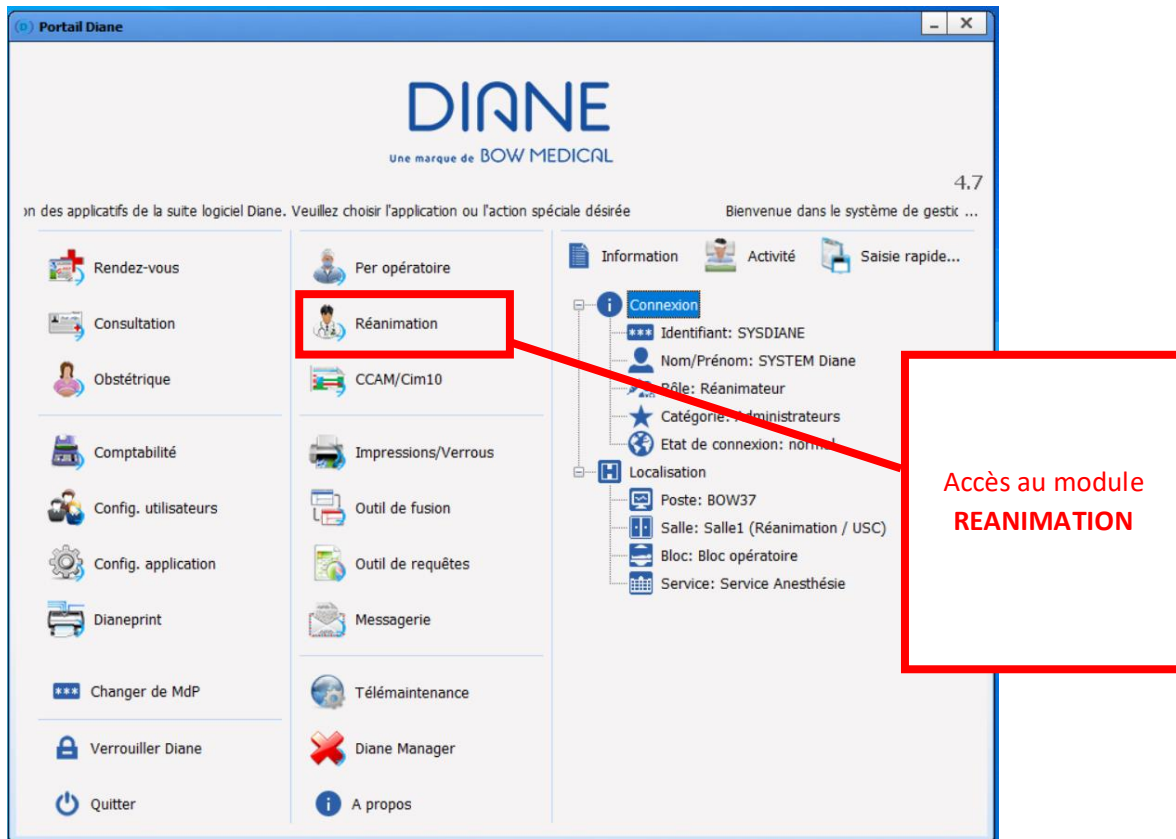 Portail Diane
DIANE
Une marque de BOW MEDICAL
4.7
on des applicatifs de la suite logiciel Diane. Veuillez choisir l'application ou l'action spéciale désirée
Bienvenue dans le système de gestic ...
Rendez-vous
Consultation
Obstétrique
Comptabilité
Config. utilisateurs
Config. application
Dianeprint
Changer de MdP
Verrouiller Diane
Quitter
Per opératoire
Réanimation
CCAM/Cim10
Impressions/Verrous
Outil de fusion
Outil de requêtes
Messagerie
Télémaintenance
Diane Manager
A propos
Information
Activité
Saisie rapide...
Connexion
Identifiant: SYSDIANE
Nom/Prénom: SYSTEM Diane
Rôle: Réanimateur
Catégorie: Administrateurs
Etat de connexion: normal
Localisation
Poste: BOW37
Salle: Salle1 (Réanimation / USC)
Bloc: Bloc opératoire
Service: Service Anesthésie
Accès au module
REANIMATION